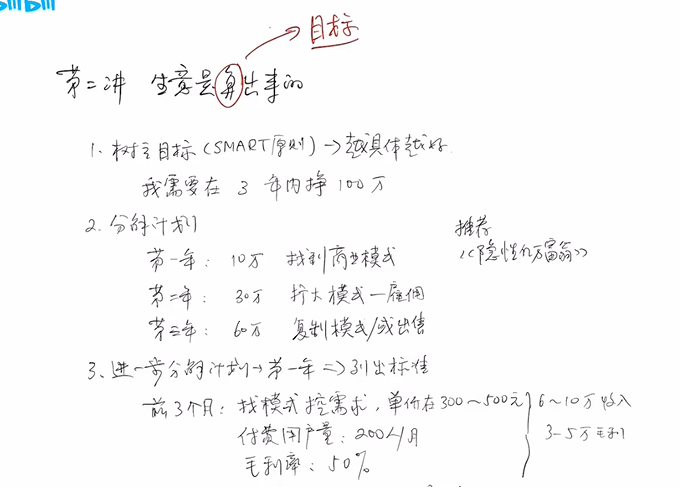 目标
第二讲 生意是算出来的
1. 树立目标(SMART原则)→越具体越好.
我需要在 3 年内挣 100万
2. 分解计划
第一年: 10万 找到商业模式
第二年: 30万 扩大模式—雇佣
第三年: 60万 复制模式/或出售
推荐
《隐性亿万富翁》
3、进一步分解计划→第一年⇒列出标准
前3个月: 找模式挖需求, 单价在300~500元
付费用户量: 200人/月
毛利率: 50%
6~10万收入
3-5万毛利